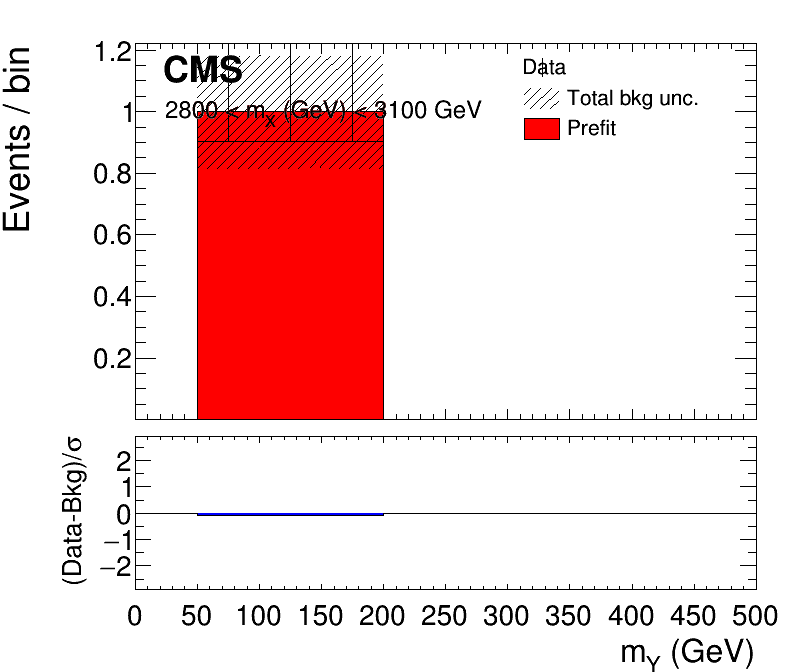 Events / bin
1.2
1
0.8
0.6
0.4
0.2
CMS
2800 < mX (GeV) < 3100 GeV
Data
Total bkg unc.
Prefit
(Data-Bkg)/σ
2
1
0
−1
−2
0 50 100 150 200 250 300 350 400 450 500
mY (GeV)